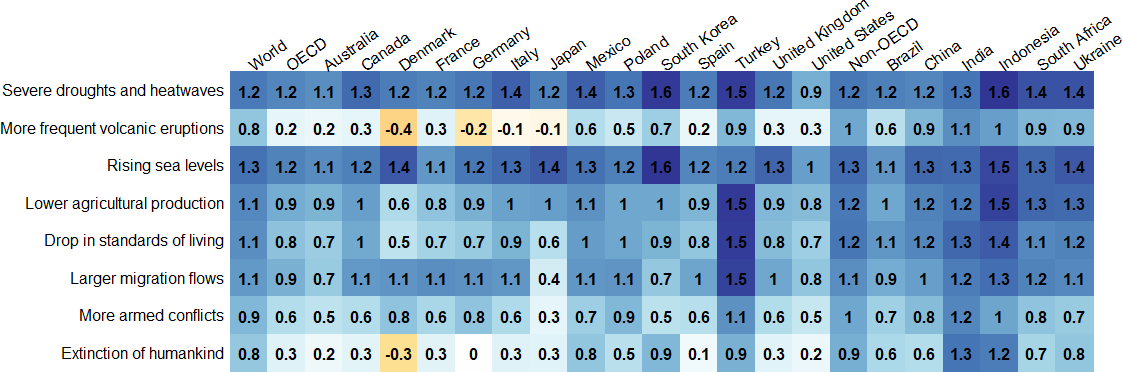 World OECD Australia Canada Denmark France Germany Italy Japan Mexico Poland South Korea Spain Turkey United Kingdom United States Non-OECD Brazil China India Indonesia South Africa Ukraine
Severe droughts and heatwaves 1.2 1.2 1.1 1.3 1.2 1.2 1.2 1.4 1.2 1.4 1.3 1.6 1.2 1.5 1.2 0.9 1.2 1.2 1.2 1.3 1.6 1.4 1.4
More frequent volcanic eruptions 0.8 0.2 0.2 0.3 -0.4 0.3 -0.2 -0.1 -0.1 0.6 0.5 0.7 0.2 0.9 0.3 0.3 1 0.6 0.9 1.1 1 0.9 0.9
Rising sea levels 1.3 1.2 1.1 1.2 1.4 1.1 1.2 1.3 1.4 1.3 1.2 1.6 1.2 1.2 1.3 1 1.3 1.1 1.3 1.3 1.5 1.3 1.4
Lower agricultural production 1.1 0.9 0.9 1 0.6 0.8 0.9 1 1 1.1 1 1 0.9 1.5 0.9 0.8 1.2 1 1.2 1.2 1.5 1.3 1.3
Drop in standards of living 1.1 0.8 0.7 1 0.5 0.7 0.7 0.9 0.6 1 1 0.9 0.8 1.5 0.8 0.7 1.2 1.1 1.2 1.3 1.4 1.1 1.2
Larger migration flows 1.1 0.9 0.7 1.1 1.1 1.1 1.1 1.1 0.4 1.1 1.1 0.7 1 1.5 1 0.8 1.1 0.9 1 1.2 1.3 1.2 1.1
More armed conflicts 0.9 0.6 0.5 0.6 0.8 0.6 0.8 0.6 0.3 0.7 0.9 0.5 0.6 1.1 0.6 0.5 1 0.7 0.8 1.2 1 0.8 0.7
Extinction of humankind 0.8 0.3 0.2 0.3 -0.3 0.3 0 0.3 0.3 0.8 0.5 0.9 0.1 0.9 0.3 0.2 0.9 0.6 0.6 1.3 1.2 0.7 0.8